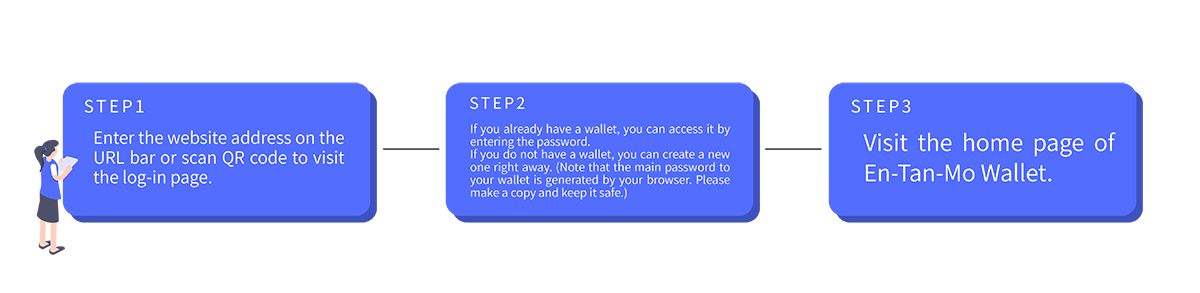 STEP1
Enter the website address on the
URL bar or scan QR code to visit
the log-in page.
STEP2
If you already have a wallet, you can access it by
entering the password.
If you do not have a wallet, you can create a new
one right away. (Note that the main password to
your wallet is generated by your browser. Please
make a copy and keep it safe.)
STEP3
Visit the home page of
En-Tan-Mo Wallet.